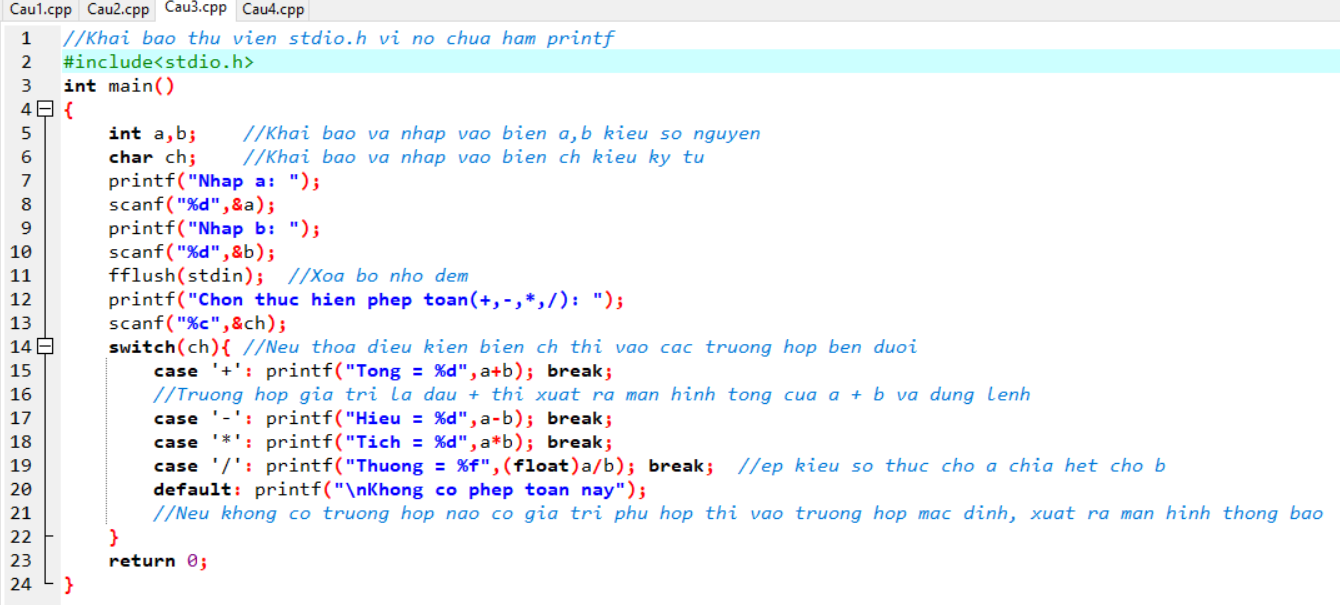 Cau1.cpp Cau2.cpp Cau3.cpp Cau4.cpp
1 //Khai bao thu vien stdio.h vi no chua ham printf
2 #include<stdio.h>
3 int main()
4 {
5 int a,b; //Khai bao va nhap vao bien a,b kieu so nguyen
6 char ch; //Khai bao va nhap vao bien ch kieu ky tu
7 printf("Nhap a: ");
8 scanf("%d",&a);
9 printf("Nhap b: ");
10 scanf("%d",&b);
11 fflush(stdin); //Xoa bo nho dem
12 printf("Chon thuc hien phep toan(+,-,*,/): ");
13 scanf("%c",&ch);
14 switch(ch){ //Neu thoa dieu kien bien ch thi vao cac truong hop ben duoi
15 case '+': printf("Tong = %d",a+b); break;
16 //Truong hop gia tri la dau + thi xuat ra man hinh tong cua a + b va dung lenh
17 case '-': printf("Hieu = %d",a-b); break;
18 case '*': printf("Tich = %d",a*b); break;
19 case '/': printf("Thuong = %f",(float)a/b); break; //ep kieu so thuc cho a chia het cho b
20 default: printf("\nKhong co phep toan nay");
21 //Neu khong co truong hop nao co gia tri phu hop thi vao truong hop mac dinh, xuat ra man hinh thong bao
22 }
23 return 0;
24 }